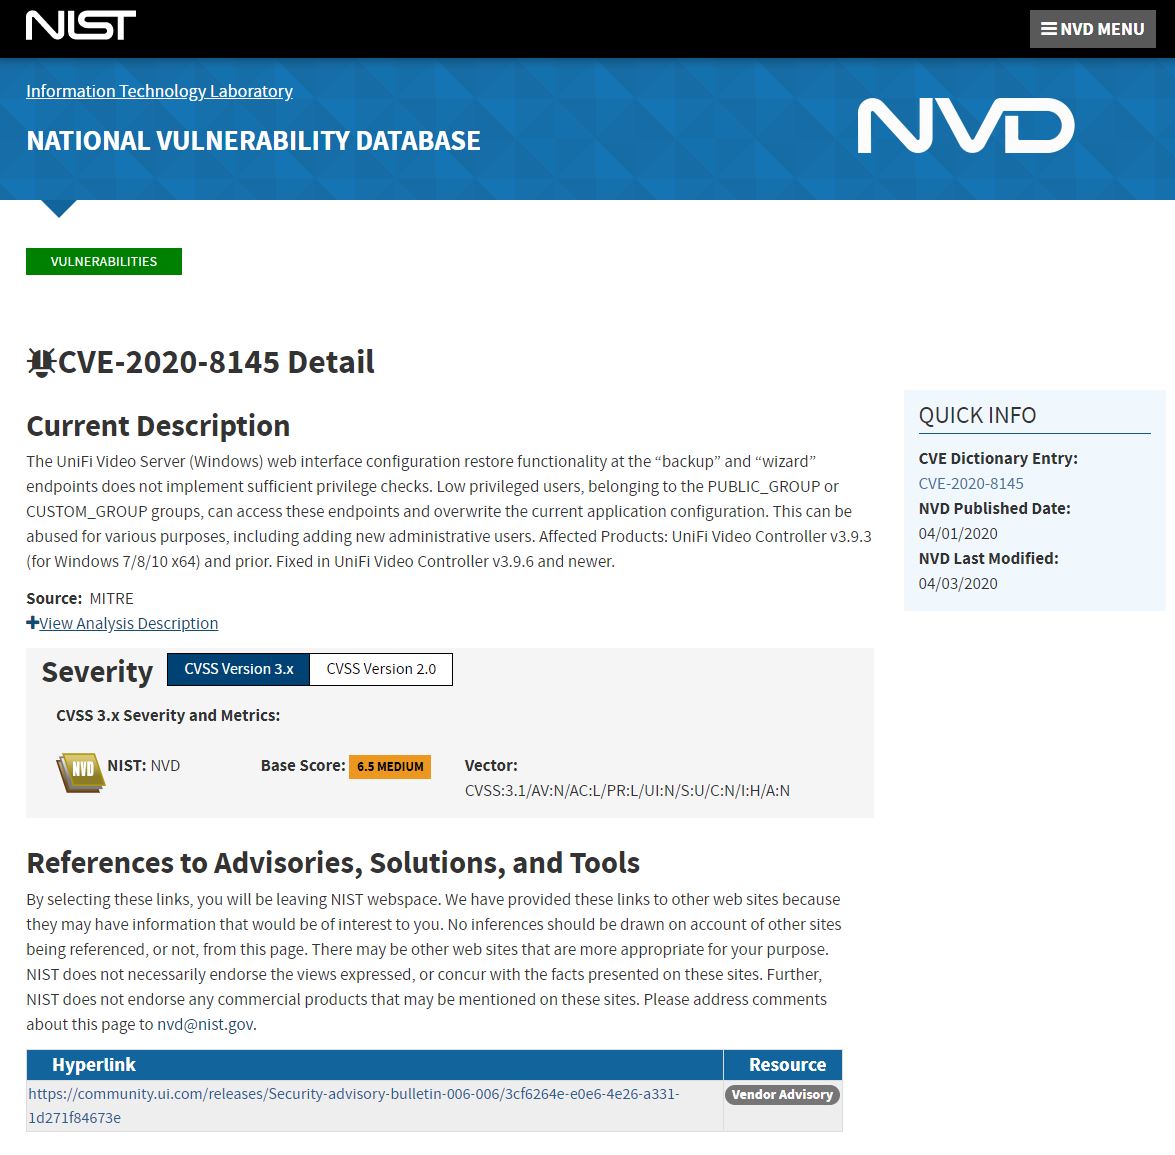 NIST
NVD MENU
Information Technology Laboratory
NATIONAL VULNERABILITY DATABASE
NVD
VULNERABILITIES
CVE-2020-8145 Detail
Current Description
The UniFi Video Server (Windows) web interface configuration restore functionality at the “backup” and “wizard”
endpoints does not implement sufficient privilege checks. Low privileged users, belonging to the PUBLIC_GROUP or
CUSTOM_GROUP groups, can access these endpoints and overwrite the current application configuration. This can be
abused for various purposes, including adding new administrative users. Affected Products: UniFi Video Controller v3.9.3
(for Windows 7/8/10 x64) and prior. Fixed in UniFi Video Controller v3.9.6 and newer.
Source: MITRE
View Analysis Description
QUICK INFO
CVE Dictionary Entry:
CVE-2020-8145
NVD Published Date:
04/01/2020
NVD Last Modified:
04/03/2020
Severity CVSS Version 3.x CVSS Version 2.0
CVSS 3.x Severity and Metrics:
NVD NIST: NVD Base Score: 6.5 MEDIUM Vector:
CVSS:3.1/AV:N/AC:L/PR:L/UI:N/S:U/C:N/I:H/A:N
References to Advisories, Solutions, and Tools
By selecting these links, you will be leaving NIST webspace. We have provided these links to other web sites because
they may have information that would be of interest to you. No inferences should be drawn on account of other sites
being referenced, or not, from this page. There may be other web sites that are more appropriate for your purpose.
NIST does not necessarily endorse the views expressed, or concur with the facts presented on these sites. Further,
NIST does not endorse any commercial products that may be mentioned on these sites. Please address comments
about this page to nvd@nist.gov.
Hyperlink Resource
https://community.ui.com/releases/Security-advisory-bulletin-006-006/3cf6264e-e0e6-4e26-a331- Vendor Advisory
1d271f84673e